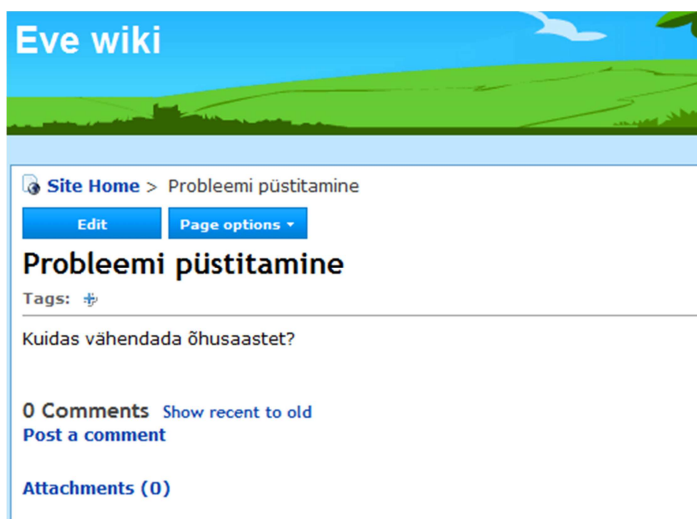 Eve wiki
Site Home > Probleemi püstitamine
Edit Page options
Probleemi püstitamine
Tags:
Kuidas vähendada õhusaastet?
0 Comments Show recent to old
Post a comment
Attachments (0)